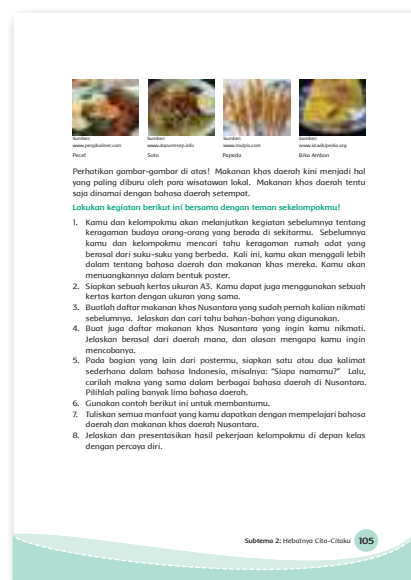 Sumber: Sumber: Sumber: Sumber:
www.pergikuliner.com www.dapurresep.info www.mdpix.com www.id.wikipedia.org
Pecel Soto Papeda Bika Ambon
Perhatikan gambar-gambar di atas! Makanan khas daerah kini menjadi hal
yang paling diburu oleh para wisatawan lokal. Makanan khas daerah tentu
saja dinamai dengan bahasa daerah setempat.
Lakukan kegiatan berikut ini bersama dengan teman sekelompokmu!
1. Kamu dan kelompokmu akan melanjutkan kegiatan sebelumnya tentang
keragaman budaya orang-orang yang berada di sekitarmu. Sebelumnya
kamu dan kelompokmu mencari tahu keragaman rumah adat yang
berasal dari suku-suku yang berbeda. Kali ini, kamu akan menggali lebih
dalam tentang bahasa daerah dan makanan khas mereka. Kamu akan
menuangkannya dalam bentuk poster.
2. Siapkan sebuah kertas ukuran A3. Kamu dapat juga menggunakan sebuah
kertas karton dengan ukuran yang sama.
3. Buatlah daftar makanan khas Nusantara yang sudah pernah kalian nikmati
sebelumnya. Jelaskan dan cari tahu bahan-bahan yang digunakan.
4. Buat juga daftar makanan khas Nusantara yang ingin kamu nikmati.
Jelaskan berasal dari daerah mana, dan alasan mengapa kamu ingin
mencobanya.
5. Pada bagian yang lain dari postermu, siapkan satu atau dua kalimat
sederhana dalam bahasa Indonesia, misalnya: “Siapa namamu?” Lalu,
carilah makna yang sama dalam berbagai bahasa daerah di Nusantara.
Pilihlah paling banyak lima bahasa daerah.
6. Gunakan contoh berikut ini untuk membantumu.
7. Tuliskan semua manfaat yang kamu dapatkan dengan mempelajari bahasa
daerah dan makanan khas daerah Nusantara.
8. Jelaskan dan presentasikan hasil pekerjaan kelompokmu di depan kelas
dengan percaya diri.
Subtema 2: Hebatnya Cita-Citaku 105